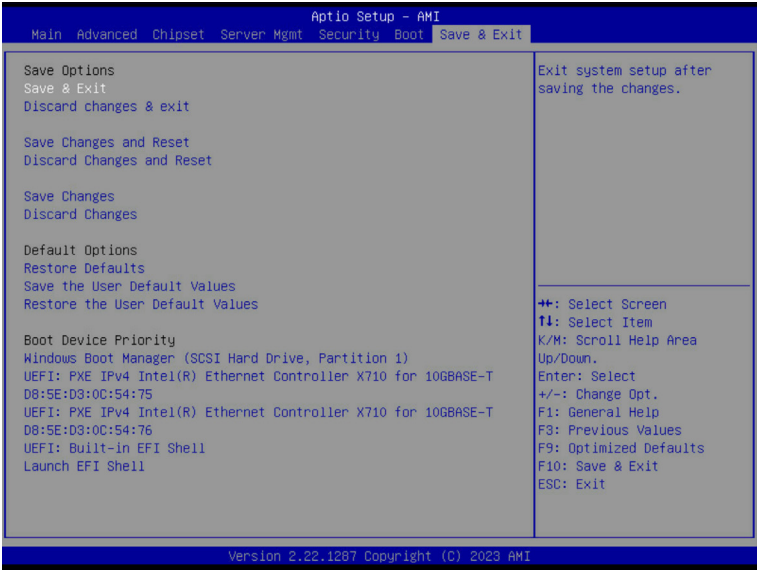 Aptio Setup - AMI
Main Advanced Chipset Server Mgmt Security Boot Save & Exit
Save Options
Save & Exit
Discard changes & exit
Save Changes and Reset
Discard Changes and Reset
Save Changes
Discard Changes
Default Options
Restore Defaults
Save the User Default Values
Restore the User Default Values
Boot Device Priority
Windows Boot Manager (SCSI Hard Drive, Partition 1)
UEFI: PXE IPv4 Intel(R) Ethernet Controller X710 for 10GBASE-T
D8:5E:D3:0C:54:75
UEFI: PXE IPv4 Intel(R) Ethernet Controller X710 for 10GBASE-T
D8:5E:D3:0C:54:76
UEFI: Built-in EFI Shell
Launch EFI Shell
Exit system setup after
saving the changes.
→←: Select Screen
↑↓: Select Item
K/M: Scroll Help Area
Up/Down.
Enter: Select
+/-: Change Opt.
F1: General Help
F3: Previous Values
F9: Optimized Defaults
F10: Save & Exit
ESC: Exit
Version 2.22.1287 Copyright (C) 2023 AMI